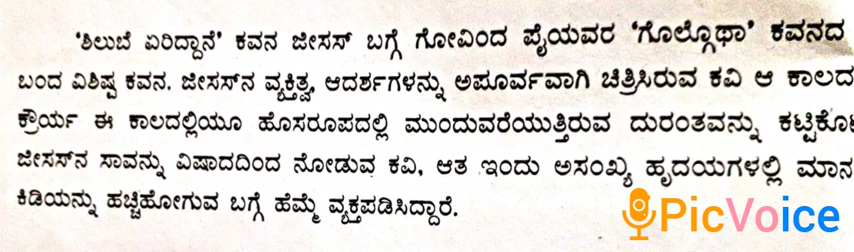 'ಶಿಲುಬೆ ಏರಿದ್ದಾನೆ' ಕವನ ಜೀಸಸ್ ಬಗ್ಗೆ ಗೋವಿಂದ ಪೈಯವರ 'ಗೊಲ್ಗೊಥಾ' ಕವನದ
ಬಂದ ವಿಶಿಷ್ಟ ಕವನ. ಜೀಸಸ್‌ನ ವ್ಯಕ್ತಿತ್ವ, ಆದರ್ಶಗಳನ್ನು ಅಪೂರ್ವವಾಗಿ ಚಿತ್ರಿಸಿರುವ ಕವಿ ಆ ಕಾಲದ
ಕ್ರೌರ್ಯ ಈ ಕಾಲದಲ್ಲಿಯೂ ಹೊಸರೂಪದಲ್ಲಿ ಮುಂದುವರೆಯುತ್ತಿರುವ ದುರಂತವನ್ನು
ಜೀಸಸ್‌ನ ಸಾವನ್ನು ವಿಷಾದದಿಂದ ನೋಡುವ ಕವಿ, ಆತ ಇಂದು ಅಸಂಖ್ಯ ಹೃದಯಗಳಲ್ಲಿ ಮಾನ
ಕಿಡಿಯನ್ನು ಹಚ್ಚಿಹೋಗುವ ಬಗ್ಗೆ ಹೆಮ್ಮೆ ವ್ಯಕ್ತಪಡಿಸಿದ್ದಾರೆ.
PicVoice